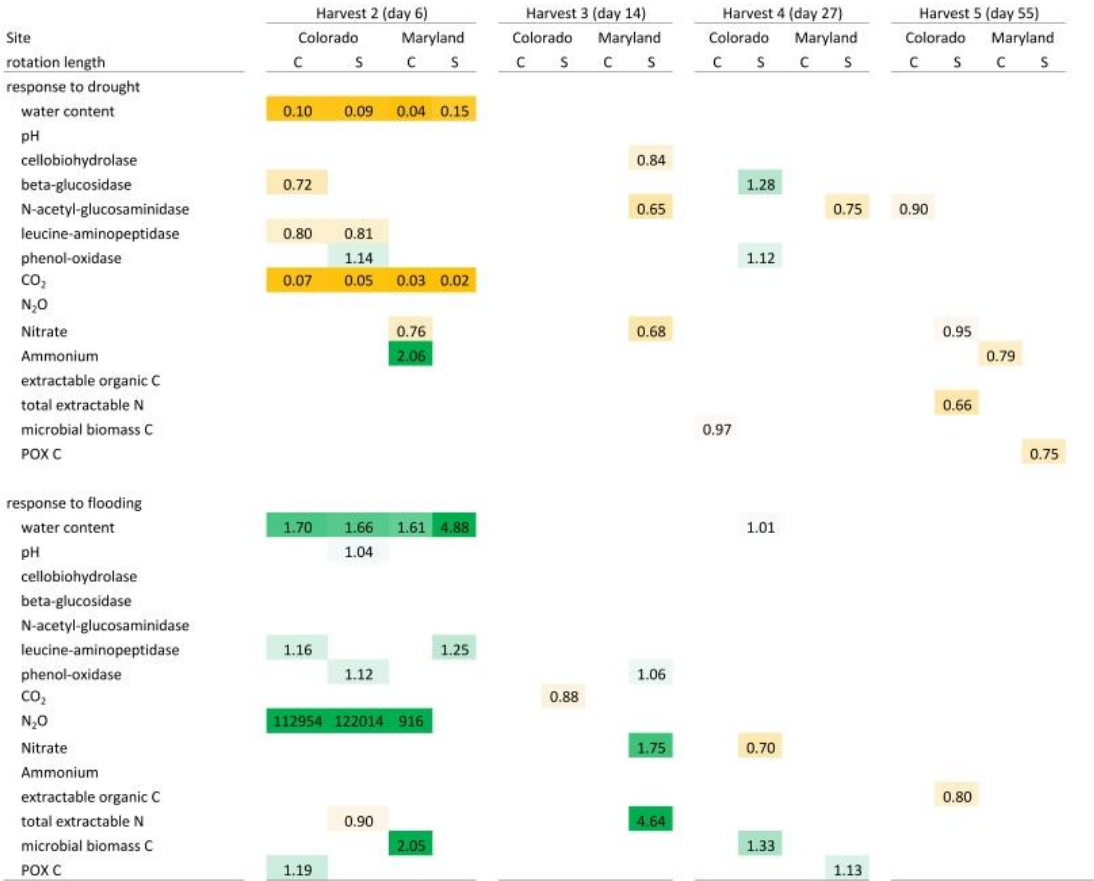 Harvest 2 (day 6) Harvest 3 (day 14) Harvest 4 (day 27) Harvest 5 (day 55)
Site Colorado Maryland Colorado Maryland Colorado Maryland Colorado Maryland
rotation length C S C S C S C S C S C S C S C S
response to drought
water content 0.10 0.09 0.04 0.15
pH
cellobiohydrolase 0.84
beta-glucosidase 0.72 1.28
N-acetyl-glucosaminidase 0.65 0.75 0.90
leucine-aminopeptidase 0.80 0.81
phenol-oxidase 1.14 1.12
CO₂ 0.07 0.05 0.03 0.02
N₂O
Nitrate 0.76 0.68 0.95
Ammonium 2.06 0.79
extractable organic C
total extractable N 0.66
microbial biomass C 0.97
POX C 0.75
response to flooding
water content 1.70 1.66 1.61 4.88 1.01
pH 1.04
cellobiohydrolase
beta-glucosidase
N-acetyl-glucosaminidase
leucine-aminopeptidase 1.16 1.25
phenol-oxidase 1.12 1.06
CO₂ 0.88
N₂O 112954 122014 916
Nitrate 1.75 0.70
Ammonium
extractable organic C 0.80
total extractable N 0.90 4.64
microbial biomass C 2.05 1.33
POX C 1.19 1.13